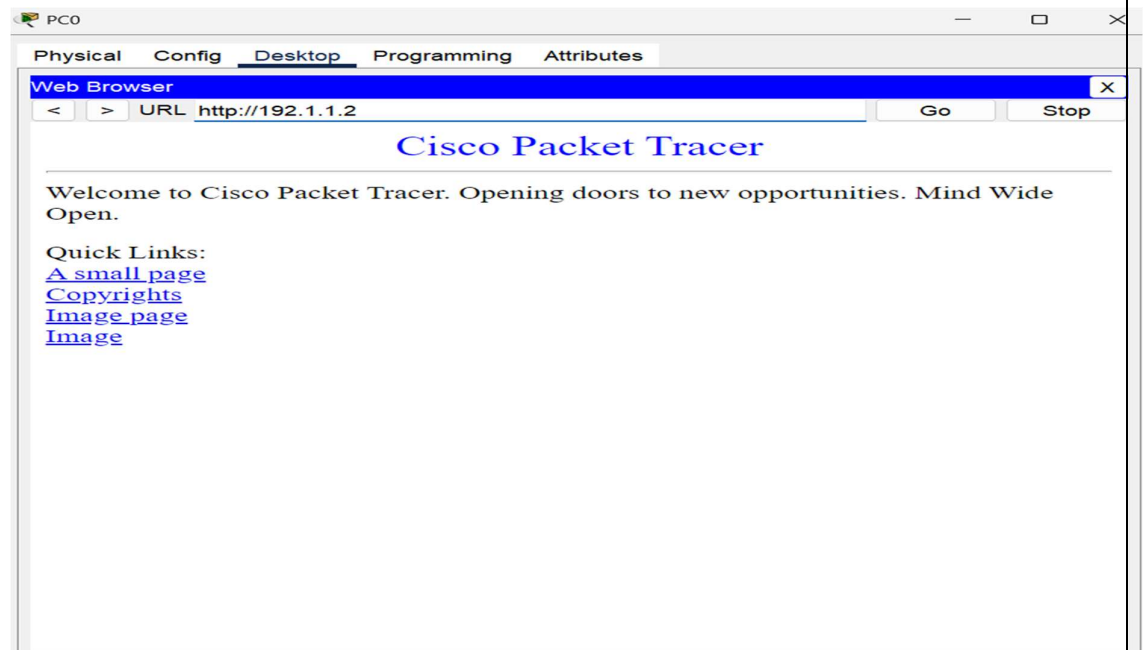 PC0
Physical Config Desktop Programming Attributes
Web Browser X
< > URL http://192.1.1.2 Go Stop
Cisco Packet Tracer
Welcome to Cisco Packet Tracer. Opening doors to new opportunities. Mind Wide
Open.
Quick Links:
A small page
Copyrights
Image page
Image